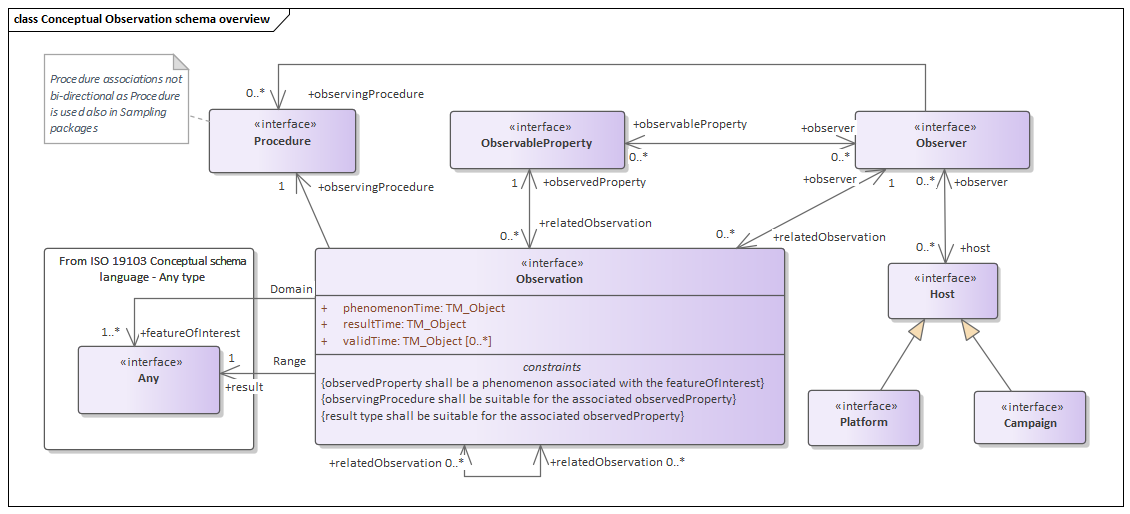 class Conceptual Observation schema overview
Procedure associations not
bi-directional as Procedure
is used also in Sampling
packages
0..*
+observingProcedure
«interface»
Procedure
«interface»
ObservableProperty
+observableProperty
0..*
+observer
0..*
«interface»
Observer
1
+observingProcedure
1
+observedProperty
+observer
1
0..*
+observer
+relatedObservation
0..*
0..*
+relatedObservation
0..*
+host
From ISO 19103 Conceptual schema
language - Any type
«interface»
Observation
«interface»
Host
Domain
+ phenomenonTime: TM_Object
+ resultTime: TM_Object
+ validTime: TM_Object [0..*]
1..*
+featureOfInterest
«interface»
Any
1
Range
+result
constraints
{observedProperty shall be a phenomenon associated with the featureOfInterest}
{observingProcedure shall be suitable for the associated observedProperty}
{result type shall be suitable for the associated observedProperty}
«interface»
Platform
«interface»
Campaign
+relatedObservation 0..*
+relatedObservation 0..*